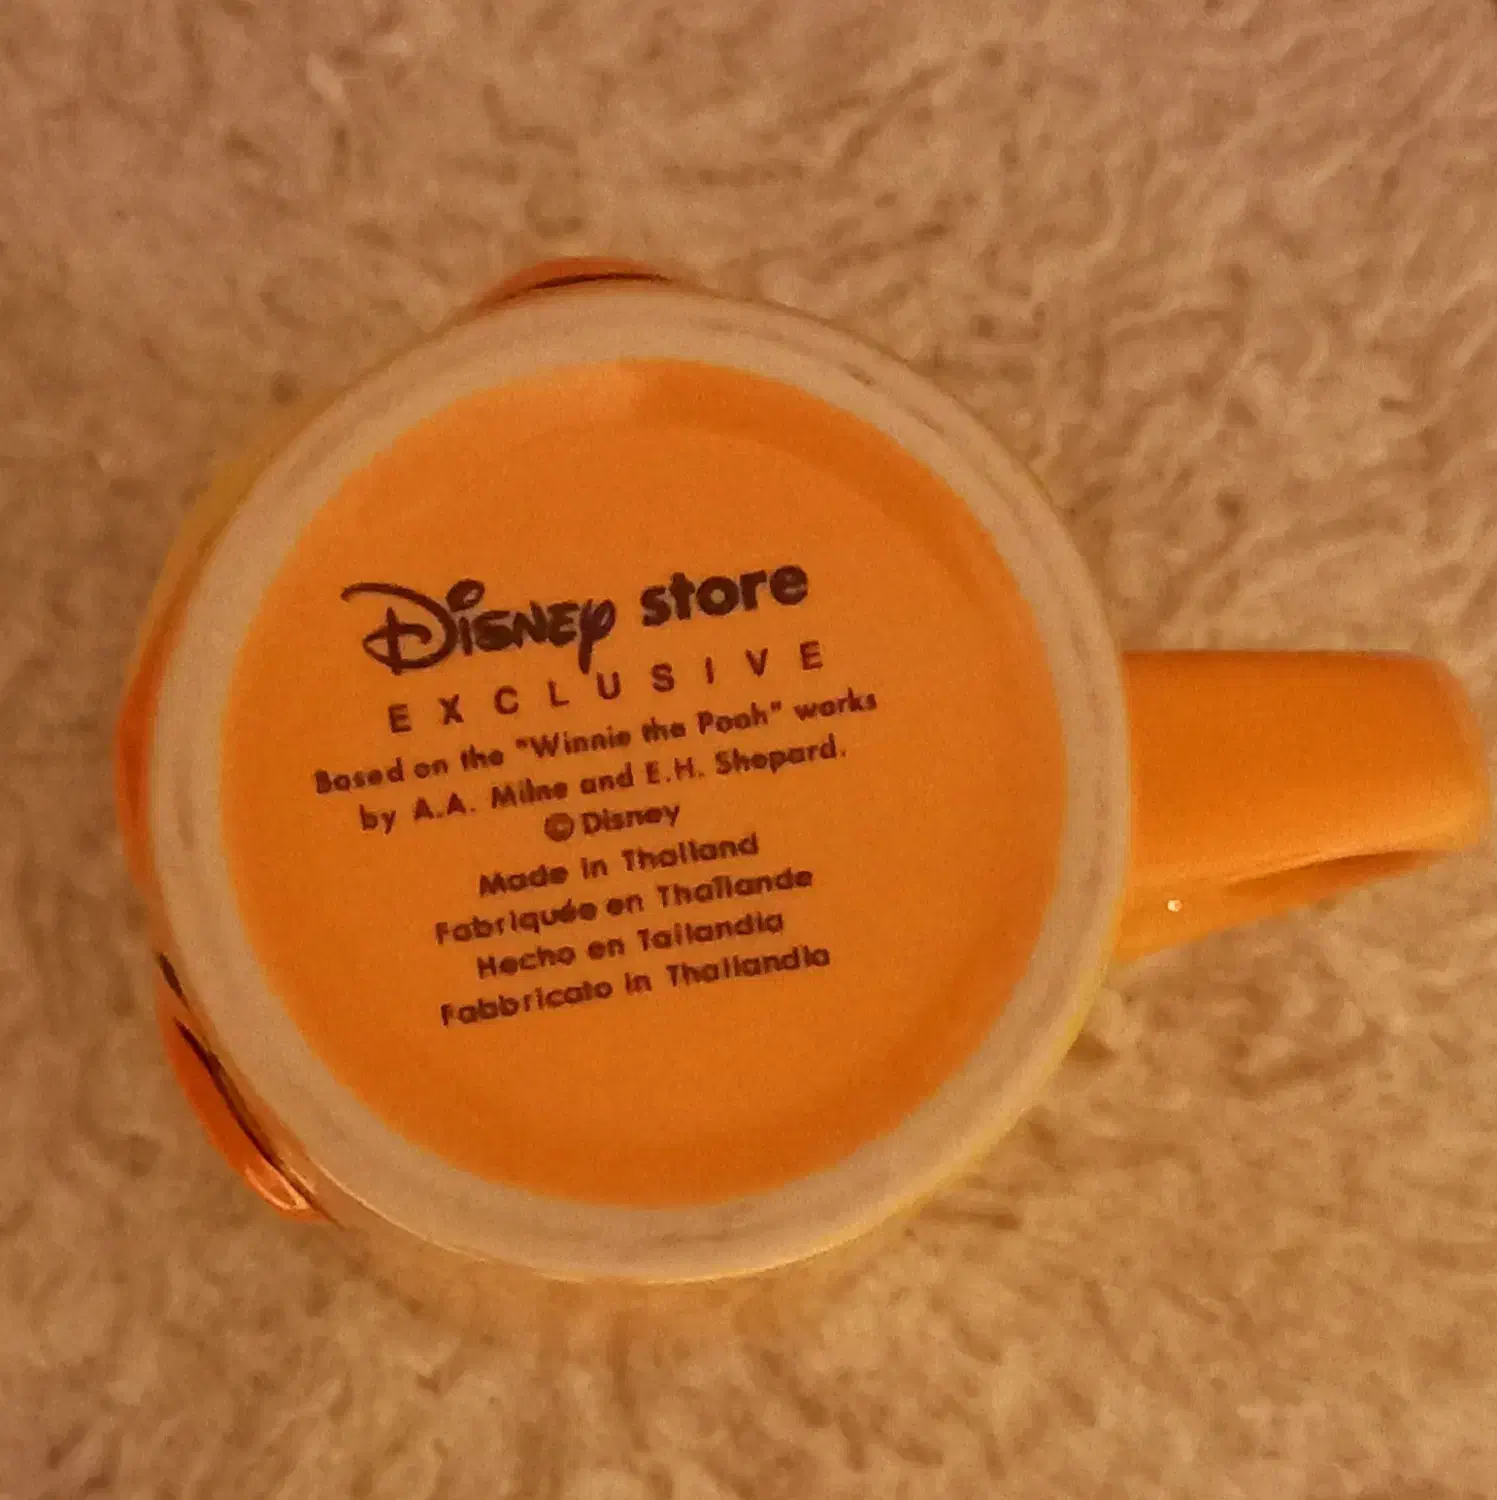 Disney store
EXCLUSIVE
Based on the "Winnie the Pooh" works
by A.A. Milne and E.H. Shepard.
© Disney
Made in Thailand
Fabriquée en Thaïlande
Hecho en Tailandia
Fabbricato in Thailandia